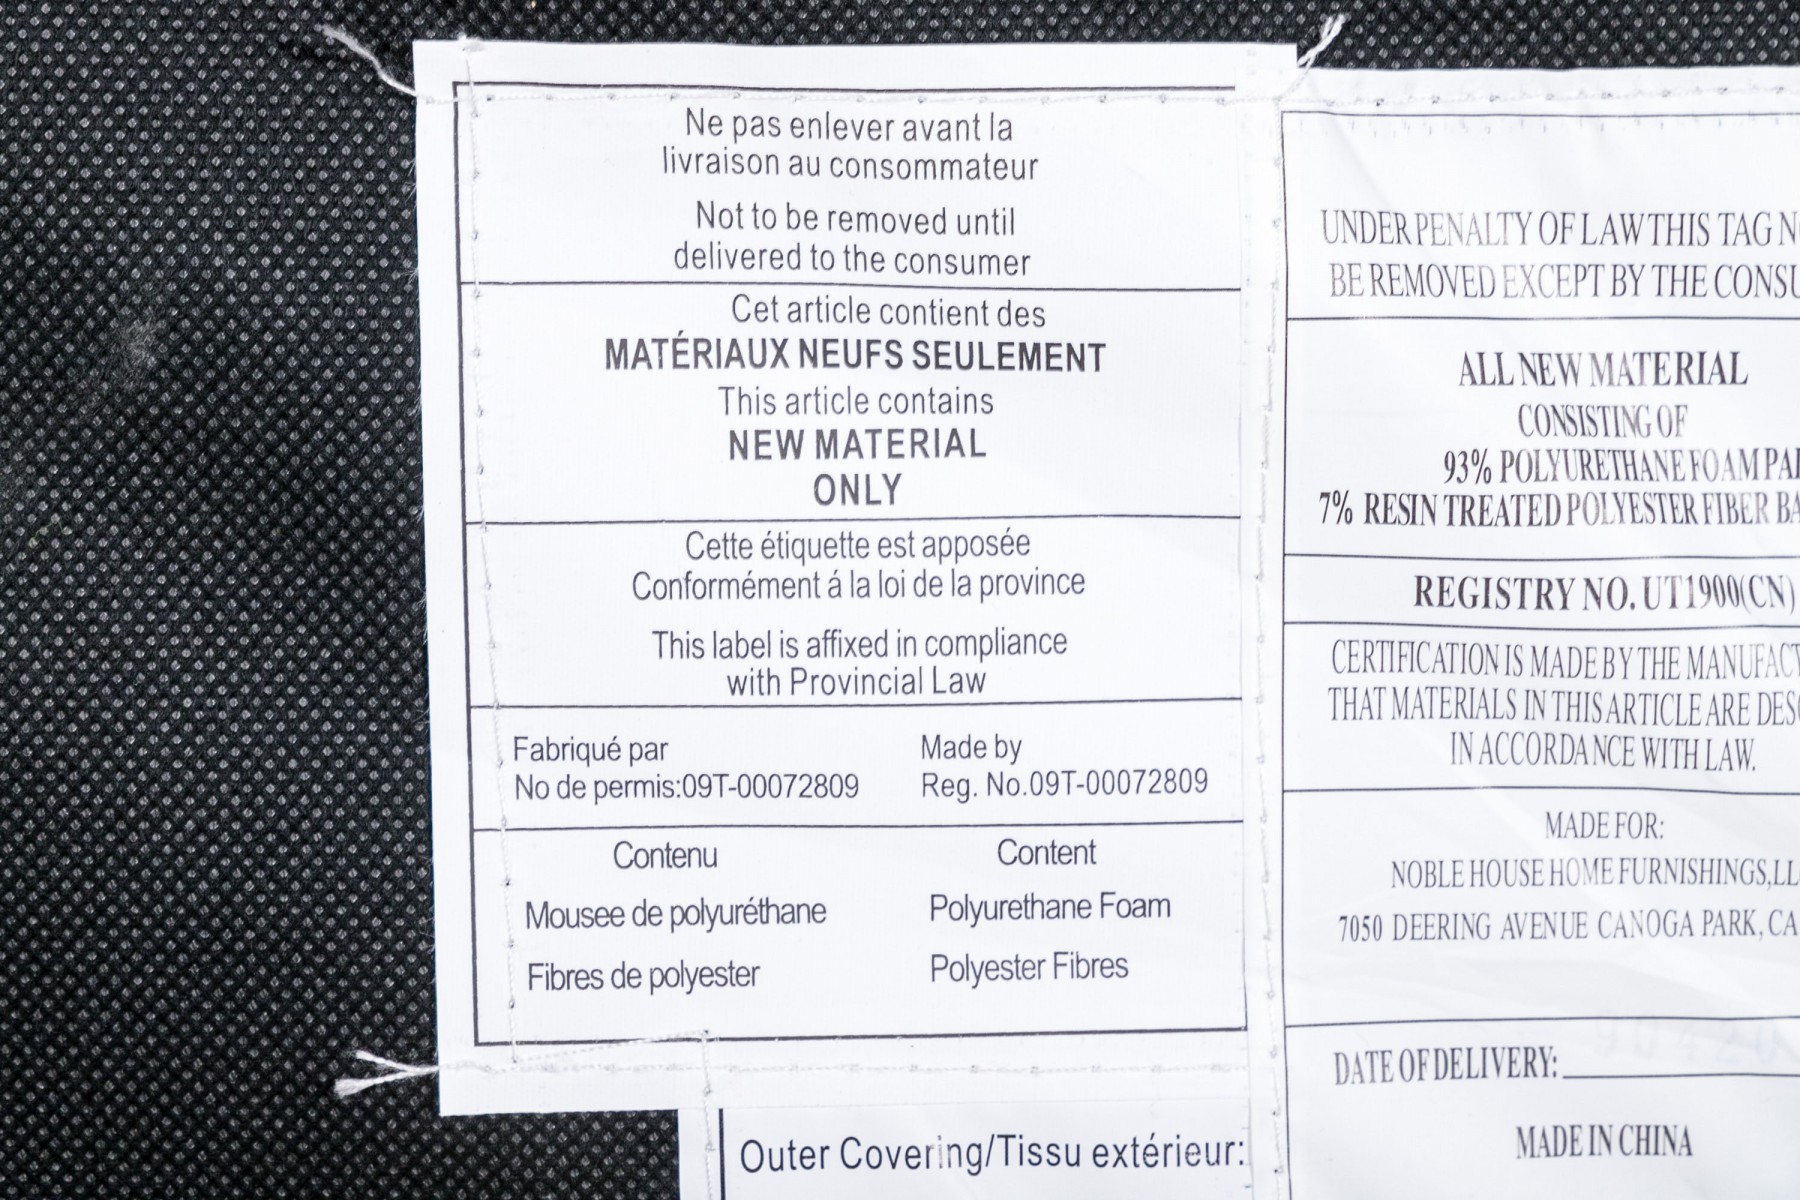 Ne pas enlever avant la
livraison au consommateur
Not to be removed until
delivered to the consumer
Cet article contient des
MATÉRIAUX NEUFS SEULEMENT
This article contains
NEW MATERIAL
ONLY
Cette étiquette est apposée
Conformément á la loi de la province
This label is affixed in compliance
with Provincial Law
Fabriqué par
No de permis:09T-00072809
Made by
Reg. No.09T-00072809
Contenu
Mousee de polyuréthane
Fibres de polyester
Content
Polyurethane Foam
Polyester Fibres
Outer Covering/Tissu extérieur:
UNDER PENALTY OF LAW THIS TAG
BE REMOVED EXCEPT BY THE
ALL NEW MATERIAL
CONSISTING OF
93% POLYURETHANE FOAM
7% RESIN TREATED POLYESTER FIBER
REGISTRY NO. UT1900(CN)
CERTIFICATION IS MADE BY THE
THAT MATERIALS IN THIS ARTICLE ARE
IN ACCORDANCE WITH LAW.
MADE FOR:
NOBLE HOUSE HOME FURNISHINGS,
7050 DEERING AVENUE CANOGA PARK, CA
DATE OF DELIVERY:
MADE IN CHINA